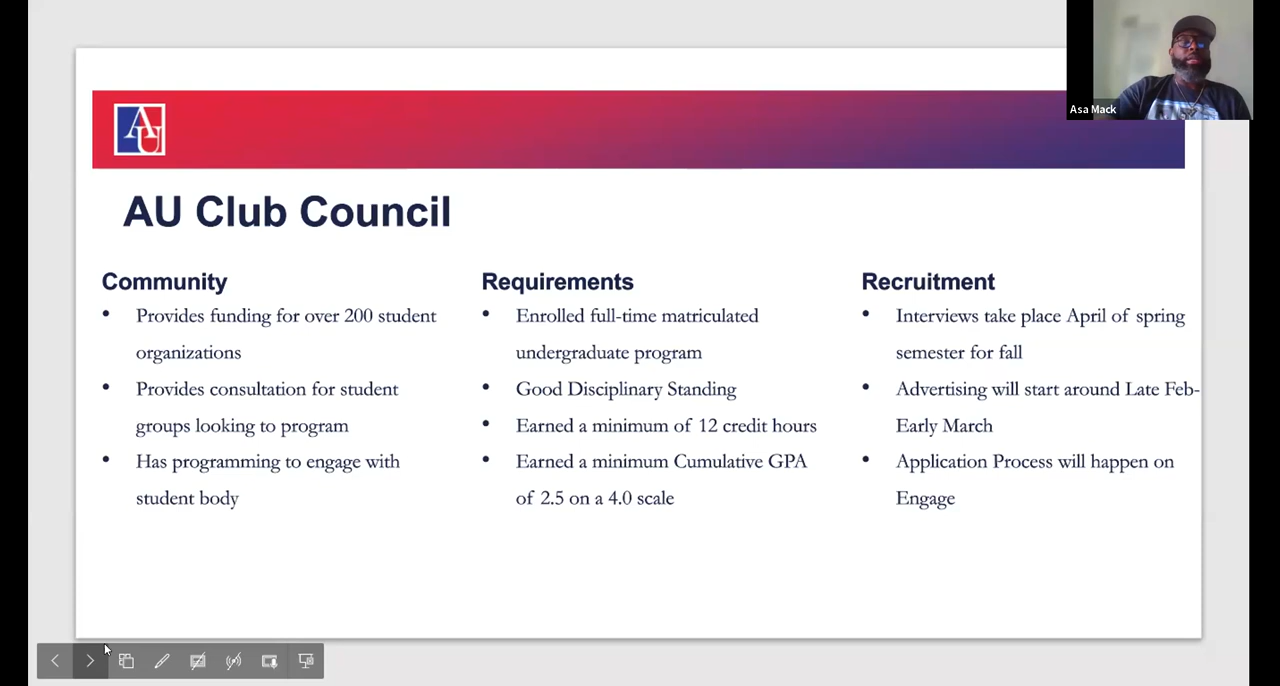 Asa Mack
AU
AU Club Council
Community
• Provides funding for over 200 student
organizations
• Provides consultation for student
groups looking to program
• Has programming to engage with
student body
Requirements
• Enrolled full-time matriculated
undergraduate program
• Good Disciplinary Standing
• Earned a minimum of 12 credit hours
• Earned a minimum Cumulative GPA
of 2.5 on a 4.0 scale
Recruitment
• Interviews take place April of spring
semester for fall
• Advertising will start around Late Feb-
Early March
• Application Process will happen on
Engage